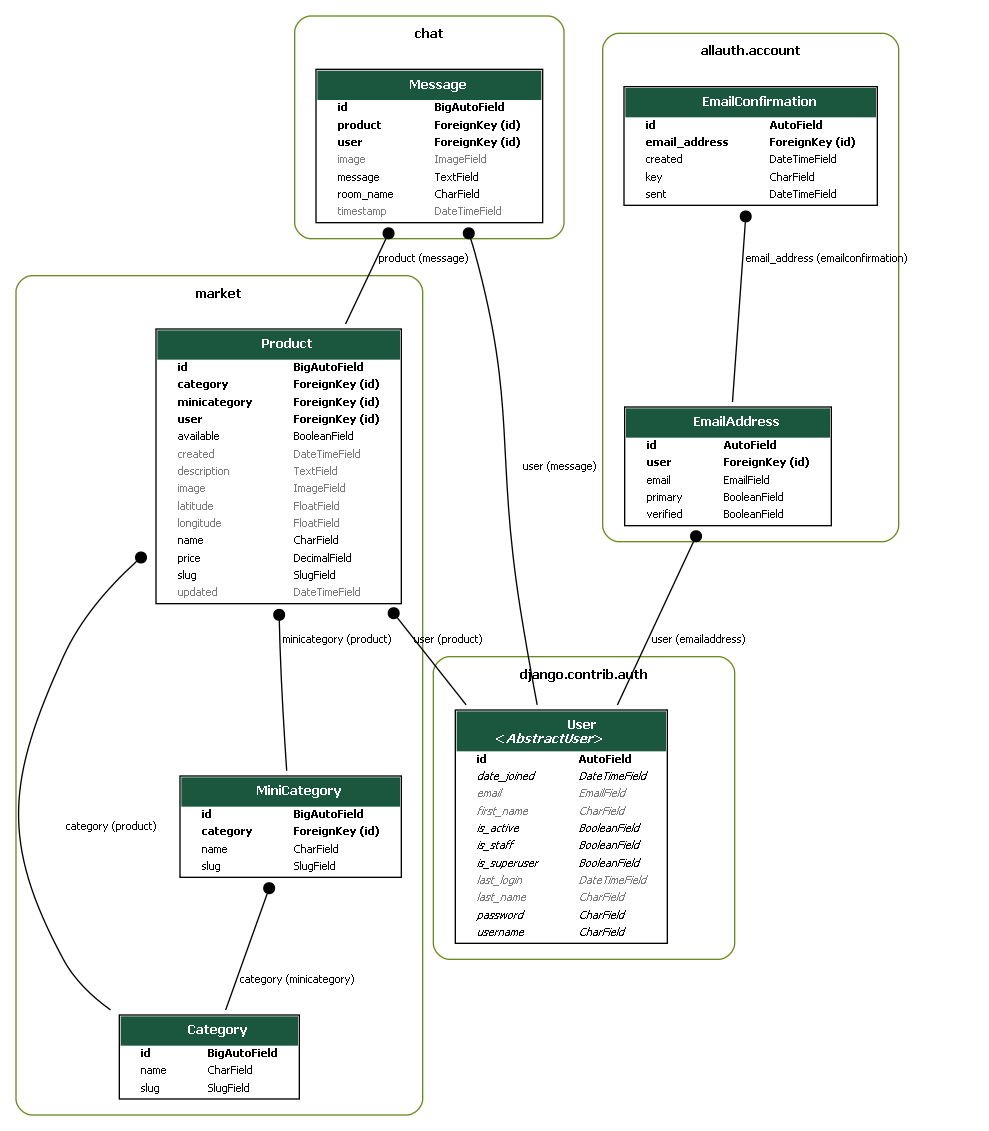 chat
Message
id BigAutoField
product ForeignKey (id)
user ForeignKey (id)
image ImageField
message TextField
room_name CharField
timestamp DateTimeField
allauth.account
EmailConfirmation
id AutoField
email_address ForeignKey (id)
created DateTimeField
key CharField
sent DateTimeField
product (message)
email_address (emailconfirmation)
market
Product
id BigAutoField
category ForeignKey (id)
minicategory ForeignKey (id)
user ForeignKey (id)
available BooleanField
created DateTimeField
description TextField
image ImageField
latitude FloatField
longitude FloatField
name CharField
price DecimalField
slug SlugField
updated DateTimeField
EmailAddress
id AutoField
user ForeignKey (id)
email EmailField
primary BooleanField
verified BooleanField
user (message)
minicategory (product)
user (product)
user (emailaddress)
django.contrib.auth
User
<AbstractUser>
id AutoField
date_joined DateTimeField
email EmailField
first_name CharField
is_active BooleanField
is_staff BooleanField
is_superuser BooleanField
last_login DateTimeField
last_name CharField
password CharField
username CharField
MiniCategory
id BigAutoField
category ForeignKey (id)
name CharField
slug SlugField
category (product)
category (minicategory)
Category
id BigAutoField
name CharField
slug SlugField